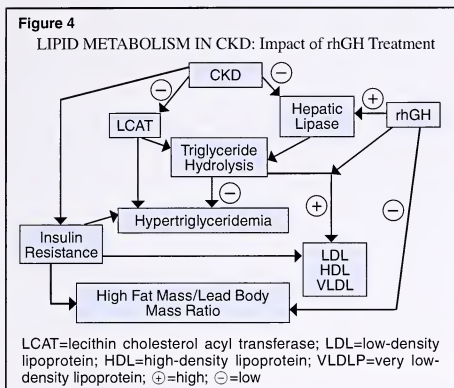 Figure 4
LIPID METABOLISM IN CKD: Impact of rhGH Treatment
CKD
−
−
+
LCAT
Hepatic
Lipase
rhGH
Triglyceride
Hydrolysis
−
+
−
Hypertriglyceridemia
Insulin
Resistance
LDL
HDL
VLDL
High Fat Mass/Lead Body
Mass Ratio
LCAT=lecithin cholesterol acyl transferase; LDL=low-density
lipoprotein; HDL=high-density lipoprotein; VLDLP=very low
density lipoprotein; ⊕=high; ⊖=low